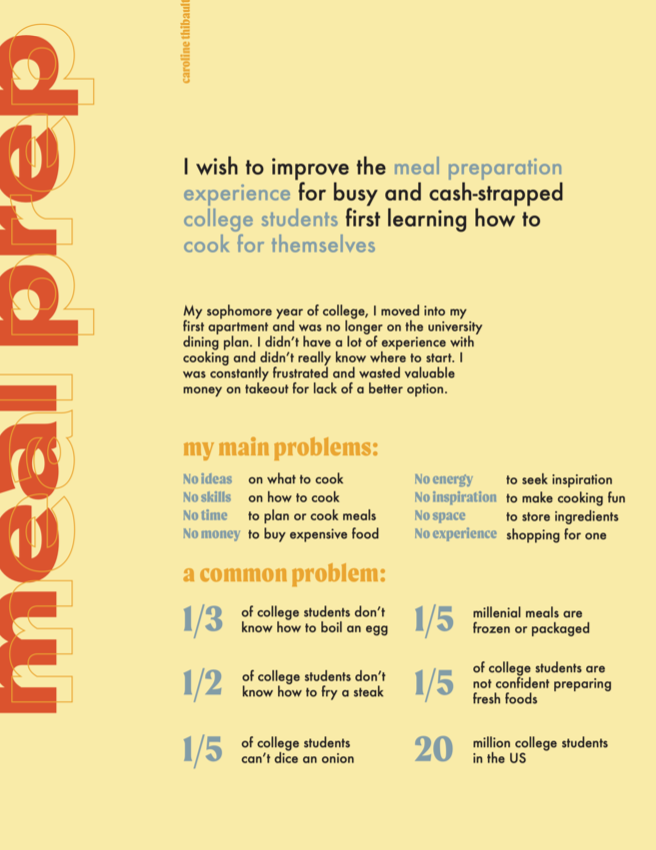 meal prep
caroline thibault
I wish to improve the meal preparation
experience for busy and cash-strapped
college students first learning how to
cook for themselves
My sophomore year of college, I moved into my
first apartment and was no longer on the university
dining plan. I didn't have a lot of experience with
cooking and didn't really know where to start. I
was constantly frustrated and wasted valuable
money on takeout for lack of a better option.
my main problems:
No ideas on what to cook
No skills on how to cook
No time to plan or cook meals
No money to buy expensive food
No energy to seek inspiration
No inspiration to make cooking fun
No space to store ingredients
No experience shopping for one
a common problem:
1/3 of college students don't
know how to boil an egg
1/2 of college students don't
know how to fry a steak
1/5 of college students
can't dice an onion
1/5 millenial meals are
frozen or packaged
1/5 of college students are
not confident preparing
fresh foods
20 million college students
in the US